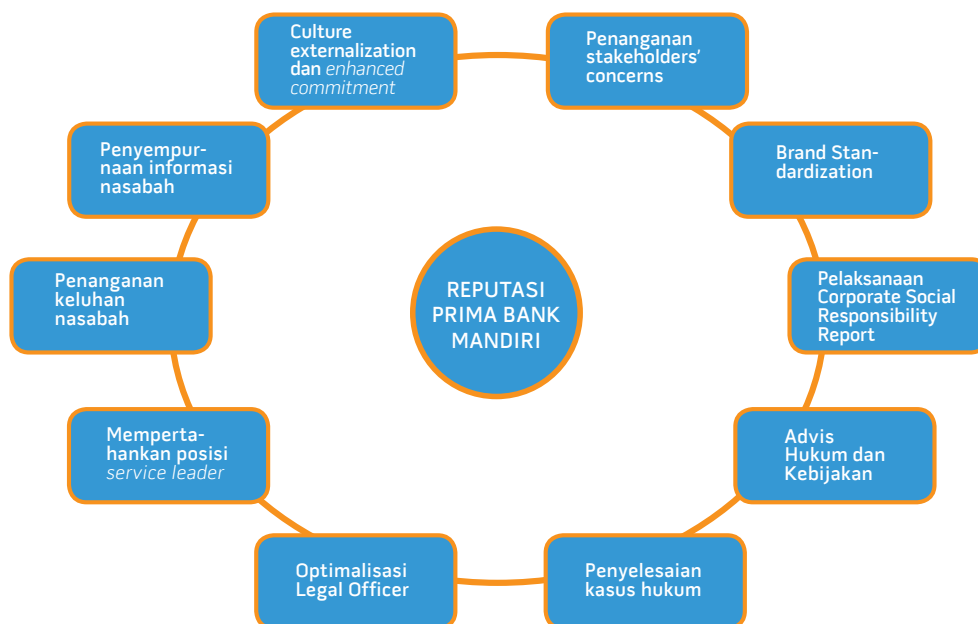 Culture
externalization
dan enhanced
commitment
Penanganan
stakeholders'
concerns
Penyempur-
naan informasi
nasabah
Brand Stan-
dardization
Penanganan
keluhan
nasabah
REPUTASI
PRIMA BANK
MANDIRI
Pelaksanaan
Corporate Social
Responsibility
Report
Memperta-
hankan posisi
service leader
Advis
Hukum dan
Kebijakan
Optimalisasi
Legal Officer
Penyelesaian
kasus hukum